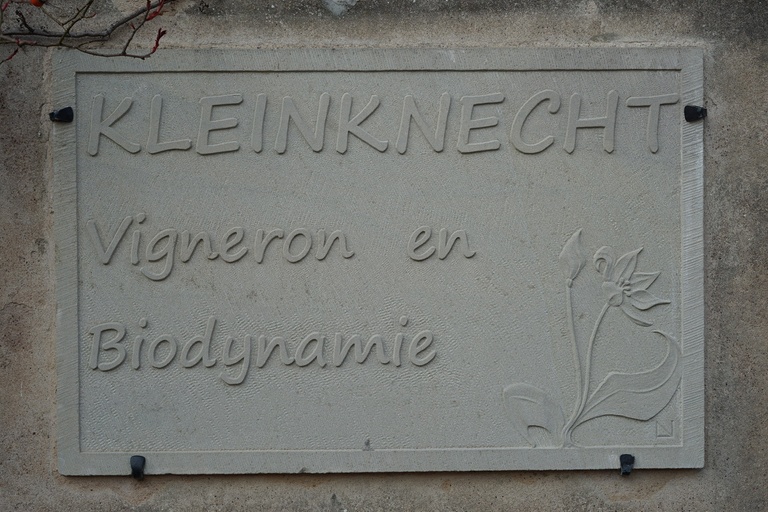 KLEINKNECHT
Vigneron en
Biodynamie